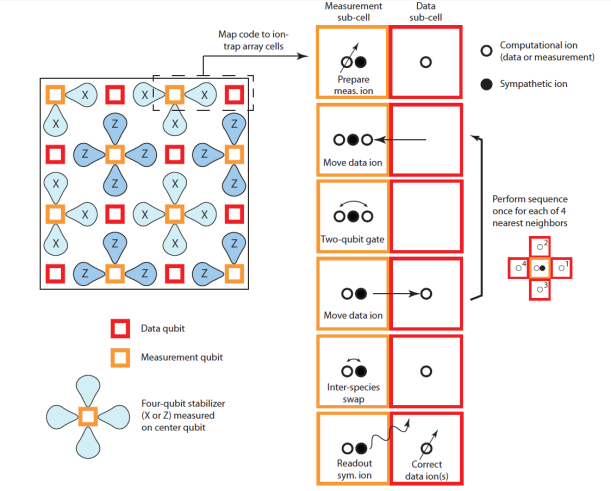 Map code to ion-
trap array cells
Measurement
sub-cell
Data
sub-cell
Prepare
meas. ion
Move data ion
Two-qubit gate
Move data ion
Inter-species
swap
Readout
sym. ion
Correct
data ion(s)
Computational ion
(data or measurement)
Sympathetic ion
Perform sequence
once for each of 4
nearest neighbors
2
4
1
3
X X X
X Z X
Z Z Z
Z
X X
X X X
X Z X Z
Z Z Z
Data qubit
Measurement qubit
Four-qubit stabilizer
(X or Z) measured
on center qubit